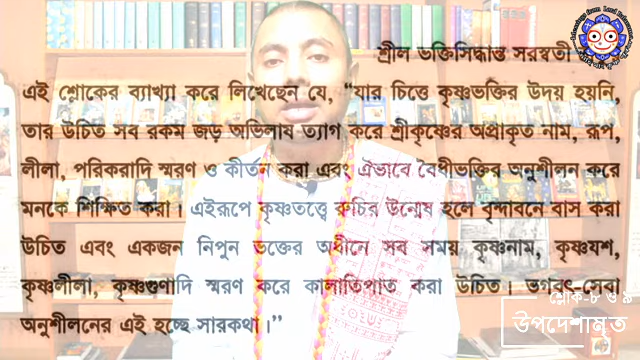 শ্রীল ভক্তিসিদ্ধান্ত সরস্বতী
এই শ্লোকের ব্যাখ্যা করে লিখেছেন যে, “যার চিত্তে কৃষ্ণভক্তির উদয় হয়নি,
তার উচিত সব রকম জড় অভিলাষ ত্যাগ করে শ্রীকৃষ্ণের অপ্রাকৃত নাম, রূপ,
লীলা, পরিকরাদি স্মরণ ও কীর্তন করা এবং ঐভাবে বৈধীভক্তির অনুশীলন করে
মনকে শিক্ষিত করা। এইরূপে কৃষ্ণতত্ত্বে রুচির উন্মেষ হলে বৃন্দাবনে বাস করা
উচিত এবং একজন নিপুন ভক্তের অধীনে সব সময় কৃষ্ণনাম, কৃষ্ণযশ,
কৃষ্ণলীলা, কৃষ্ণগুণাদি স্মরণ করে কালাতিপাত করা উচিত। ভগবৎ-সেবা
অনুশীলনের এই হচ্ছে সারকথা।”
শ্লোক-৮ ও ৯
উপদেশামৃত